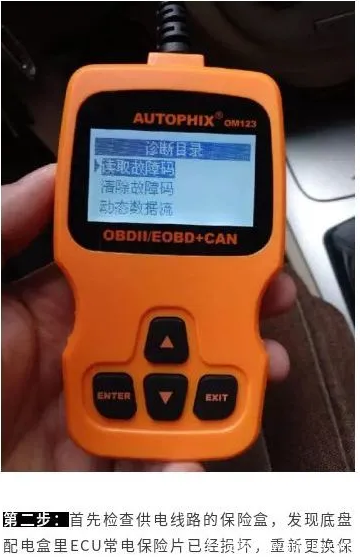 AUTOPHIX® OM123
诊断目录
读取故障码
清除故障码
动态数据流
OBDII/EOBD+CAN
ENTER
EXIT
第二步：首先检查供电线路的保险盒，发现底盘
配电盒里ECU常电保险片已经损坏，重新更换保